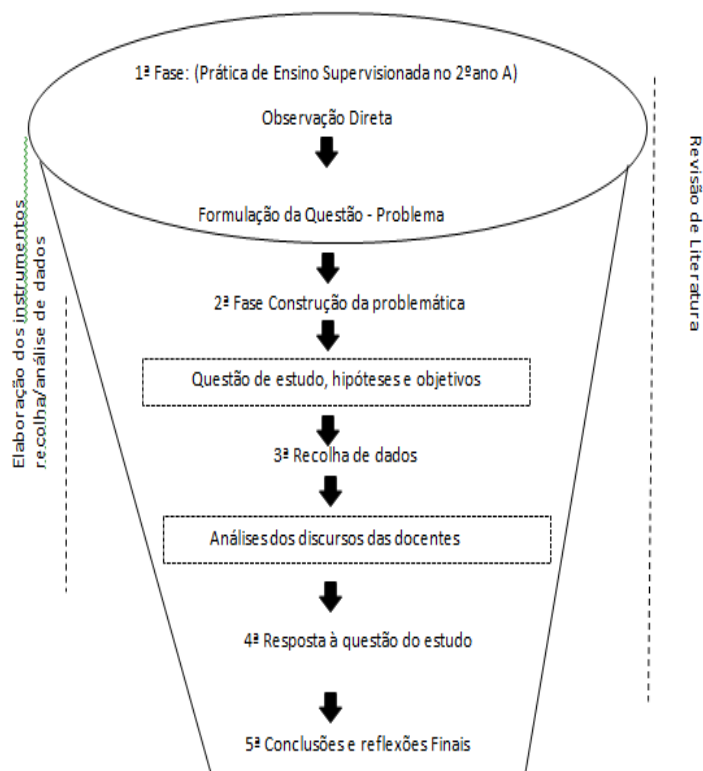 1ª Fase: (Prática de Ensino Supervisionada no 2ºano A)
Observação Direta
Formulação da Questão - Problema
2ª Fase Construção da problemática
Questão de estudo, hipóteses e objetivos
3ª Recolha de dados
Análises dos discursos das docentes
4ª Resposta à questão do estudo
5ª Conclusões e reflexões Finais
Elaboração dos instrumentos
recolha/análise de dados
Revisão de Literatura